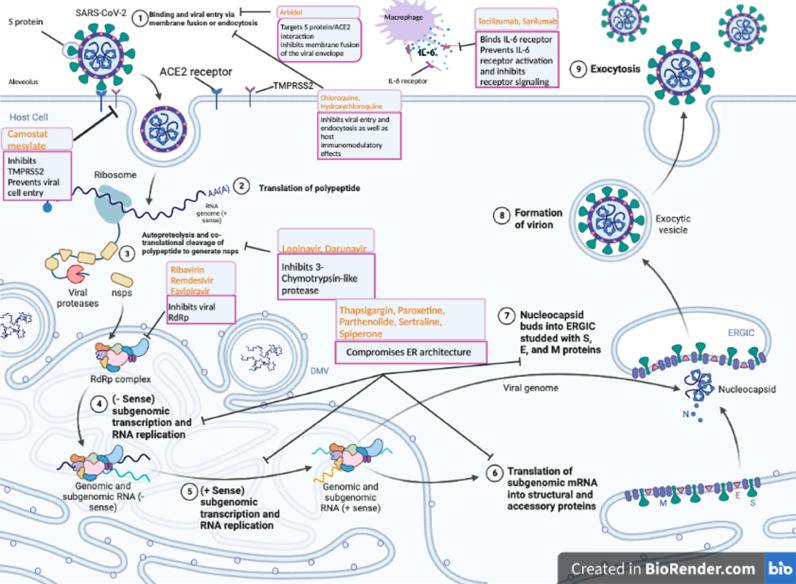 SARS-CoV-2
S protein
Aleveolus
1 Binding and viral entry via
membrane fusion or endocytosis
Arbidol
Targets S protein/ACE2
interaction
Inhibits membrane fusion
of the viral envelope
Macrophage
IL-6
IL-6 receptor
Tocilizumab, Sarilumab
Binds IL-6 receptor
Prevents IL-6
receptor activation
and inhibits
receptor signaling
9 Exocytosis
ACE2 receptor
TMPRSS2
Chloroquine,
Hydroxychloroquine
Inhibits viral entry and
endocytosis as well as
host
immunomodatory
effects
Host Cell
Camostat
mesylate
Inhibits
TMPRSS2
Prevents viral
cell entry
Ribosome
AA(A)
RNA
genome (+
sense)
2 Translation of polypeptide
3 Autoproteolysis and co-
translational cleavage of
polypeptide to generate nsps
Viral
proteases
nsps
Lopinavir, Darunavir
Inhibits 3-
Chymotrypsin-like
protease
Ribavirin
Remdesivir
Favipiravir
Inhibits viral
RdRp
Thapsigargin, Paroxetine,
Parthenolide, Sertraline,
Spiperone
Compromises ER architecture
8 Formation
of virion
Exocytic
vesicle
7 Nucleocapsid
buds into ERGIC
studded with S,
E, and M proteins
ERGIC
DMV
RdRp complex
Viral genome
Nucleocapsid
N
4 (- Sense)
subgenomic
transcription and
RNA replication
Genomic and
subgenomic RNA (-
sense)
5 (+ Sense)
subgenomic
transcription and
RNA replication
Genomic and
subgenomic
RNA (+ sense)
6 Translation of
subgenomic mRNA
into structural and
accessory proteins
M
E
S
Created in BioRender.com bio